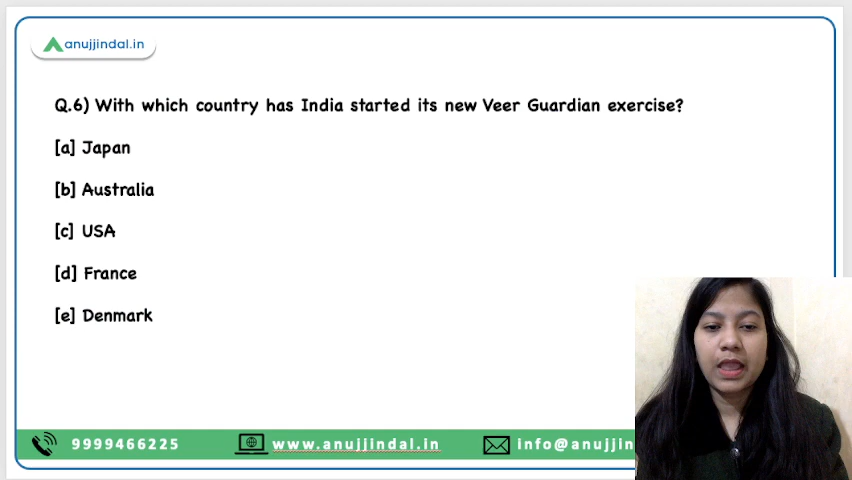 anujjindal.in
Q.6) With which country has India started its new Veer Guardian exercise?
[a] Japan
[b] Australia
[c] USA
[d] France
[e] Denmark
9999466225 www.anujjindal.in info@anujjin